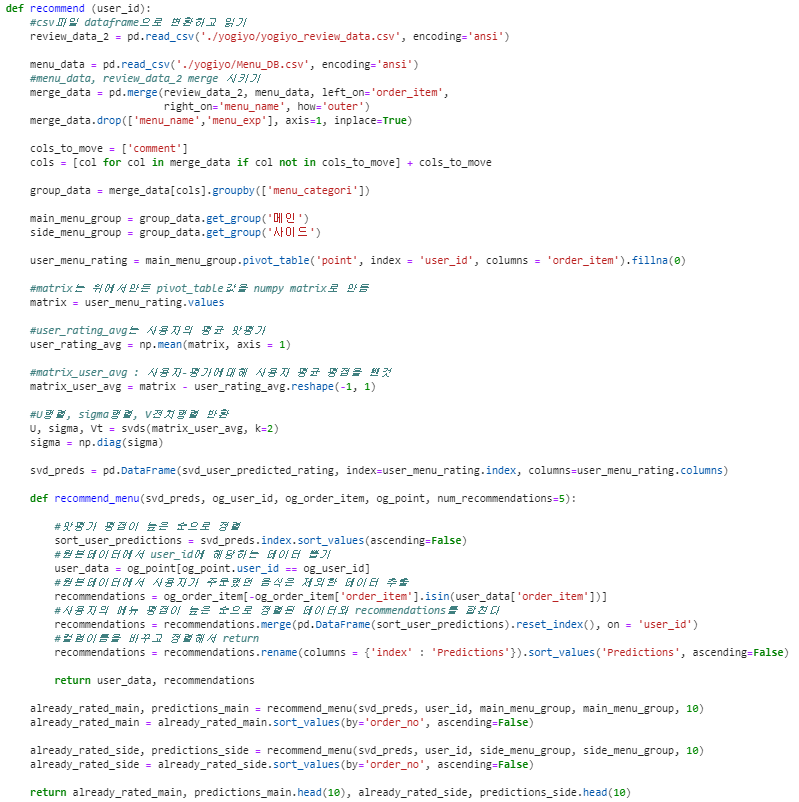 def recommend (user_id):
    #csv파일 dataframe으로 변환하고 읽기
    review_data_2 = pd.read_csv('./yogiyo/yogiyo_review_data.csv', encoding='ansi')

    menu_data = pd.read_csv('./yogiyo/Menu_DB.csv', encoding='ansi')
    #menu_data, review_data_2 merge 시키기
    merge_data = pd.merge(review_data_2, menu_data, left_on='order_item',
                          right_on='menu_name', how='outer')
    merge_data.drop(['menu_name','menu_exp'], axis=1, inplace=True)

    cols_to_move = ['comment']
    cols = [col for col in merge_data if col not in cols_to_move] + cols_to_move

    group_data = merge_data[cols].groupby(['menu_categori'])

    main_menu_group = group_data.get_group('메인')
    side_menu_group = group_data.get_group('사이드')

    user_menu_rating = main_menu_group.pivot_table('point', index = 'user_id', columns = 'order_item').fillna(0)

    #matrix는 위에서만든 pivot_table값을 numpy matrix로 만듬
    matrix = user_menu_rating.values

    #user_rating_avg는 사용자의 평균 맛평가
    user_rating_avg = np.mean(matrix, axis = 1)

    #matrix_user_avg : 사용자-평가에대해 사용자 평균 평점을 뺀것
    matrix_user_avg = matrix - user_rating_avg.reshape(-1, 1)

    #U행렬, sigma행렬, V전치행렬 반환
    U, sigma, Vt = svds(matrix_user_avg, k=2)
    sigma = np.diag(sigma)

    svd_preds = pd.DataFrame(svd_user_predicted_rating, index=user_menu_rating.index, columns=user_menu_rating.columns)

    def recommend_menu(svd_preds, og_user_id, og_order_item, og_point, num_recommendations=5):

        #맛평가 평점이 높은 순으로 정렬
        sort_user_predictions = svd_preds.index.sort_values(ascending=False)
        #원본데이터에서 user_id에 해당하는 데이터 뽑기
        user_data = og_point[og_point.user_id == og_user_id]
        #원본데이터에서 사용자가 주문했던 음식은 제외한 데이터 추출
        recommendations = og_order_item[~og_order_item['order_item'].isin(user_data['order_item'])]
        #사용자의 메뉴 평점이 높은 순으로 정렬된 데이터와 recommendations를 합친다
        recommendations = recommendations.merge(pd.DataFrame(sort_user_predictions).reset_index(), on = 'user_id')
        #컬럼이름을 바꾸고 정렬해서 return
        recommendations = recommendations.rename(columns = {'index' : 'Predictions'}).sort_values('Predictions', ascending=False)

        return user_data, recommendations

    already_rated_main, predictions_main = recommend_menu(svd_preds, user_id, main_menu_group, main_menu_group, 10)
    already_rated_main = already_rated_main.sort_values(by='order_no', ascending=False)

    already_rated_side, predictions_side = recommend_menu(svd_preds, user_id, side_menu_group, side_menu_group, 10)
    already_rated_side = already_rated_side.sort_values(by='order_no', ascending=False)

    return already_rated_main, predictions_main.head(10), already_rated_side, predictions_side.head(10)